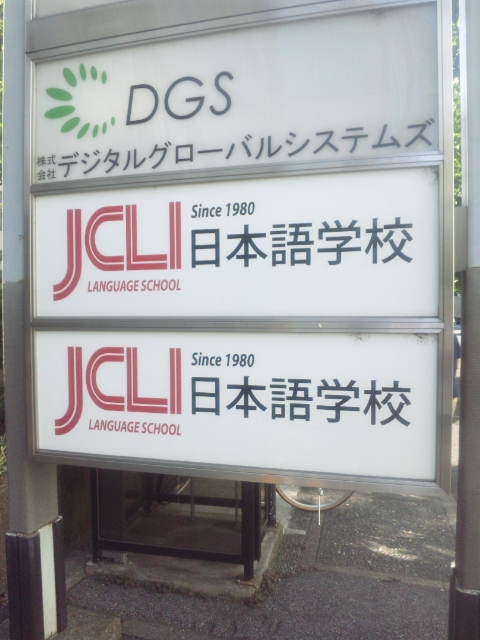 DGS
株式会社 デジタルグローバルシステムズ
JCLI Since 1980
日本語学校
LANGUAGE SCHOOL
JCLI Since 1980
日本語学校
LANGUAGE SCHOOL